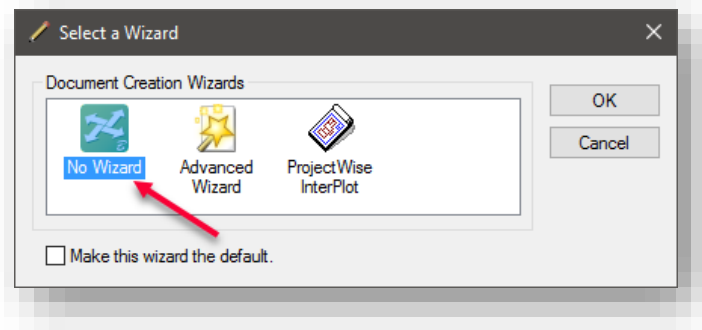 Select a Wizard
Document Creation Wizards
OK
Cancel
No Wizard
Advanced
Wizard
ProjectWise
InterPlot
Make this wizard the default.